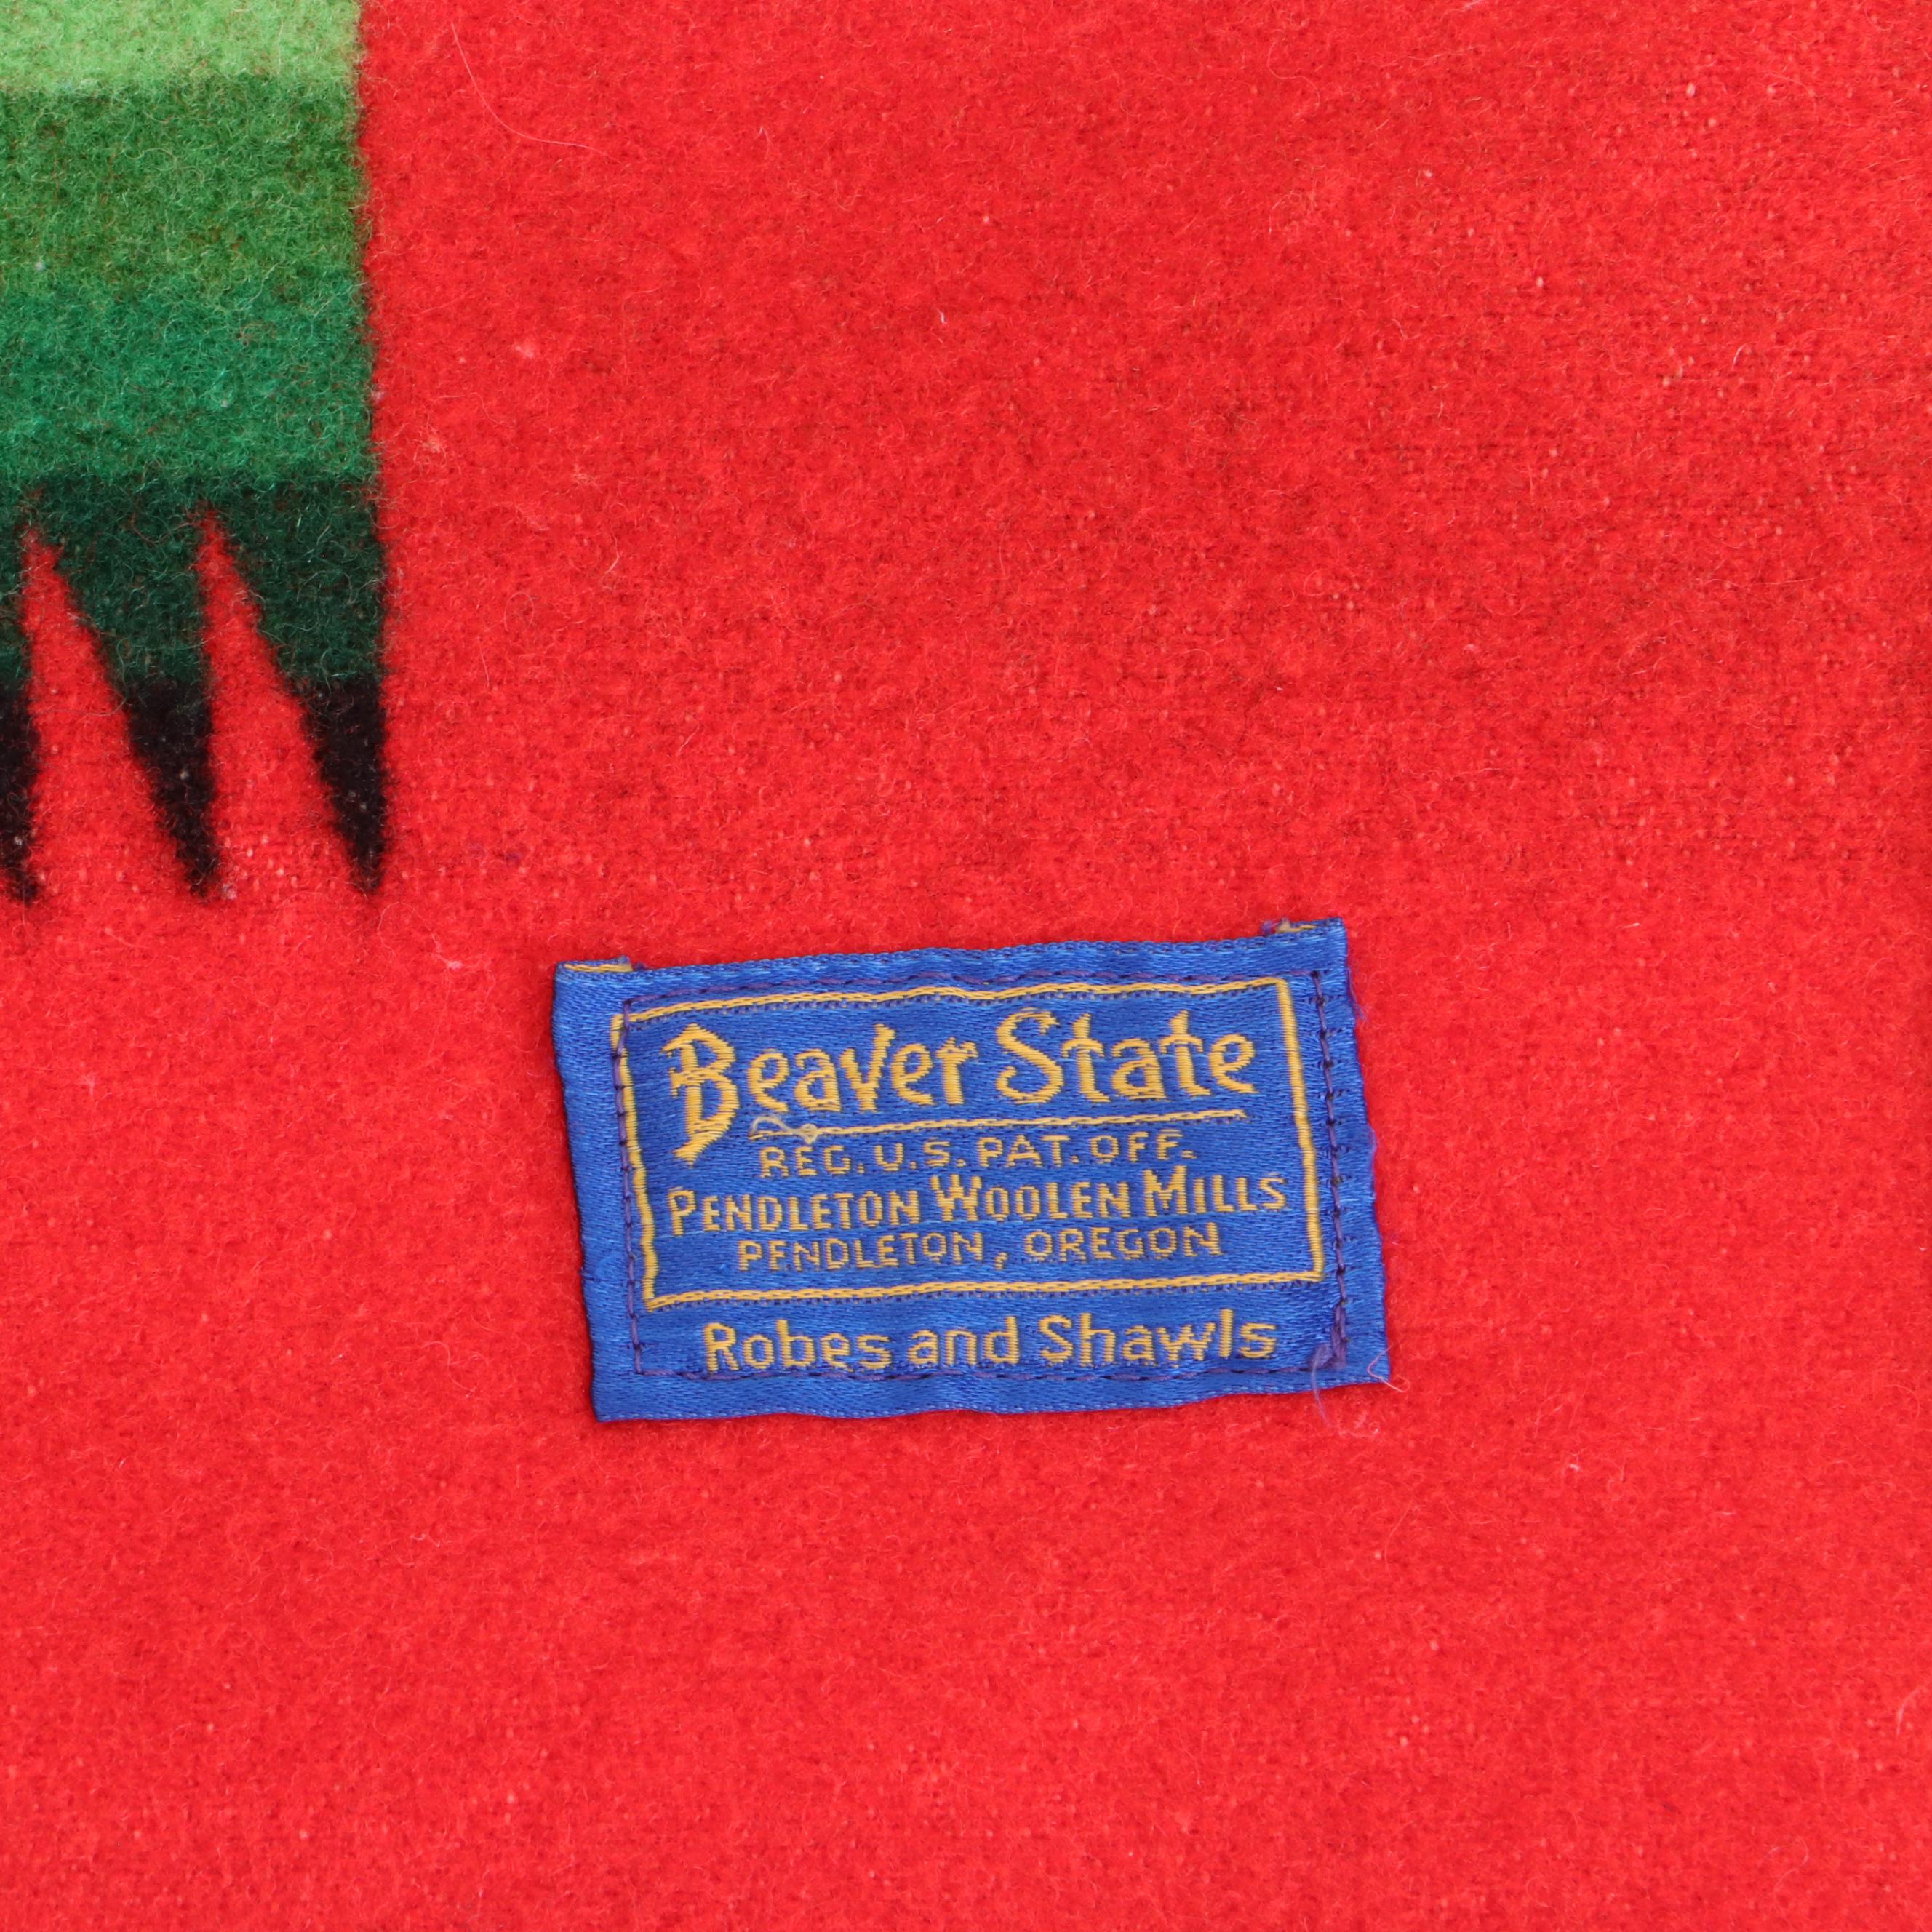 Beaver State
REG. U.S. PAT. OFF.
PENDLETON WOOLEN MILLS
PENDLETON, OREGON
Robes and Shawls